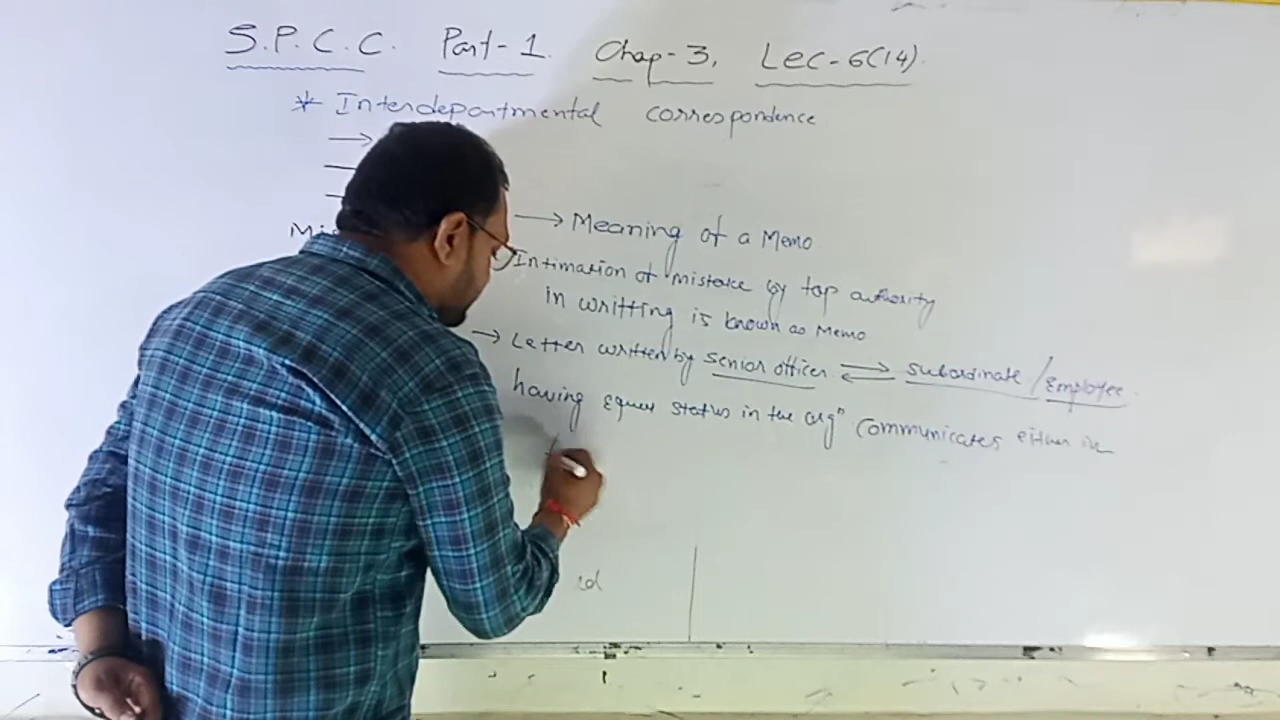 S.P.C.C. Part-1. Chap-3, Lec-6(14).
* Interdepartmental correspondence
→
→ Meaning of a Memo
Intimation of mistake by top authority
in writting is known as Memo
→ Letter written by senior officer ⇄ subordinate / Employee.
having equal status in the orgⁿ communicates either in